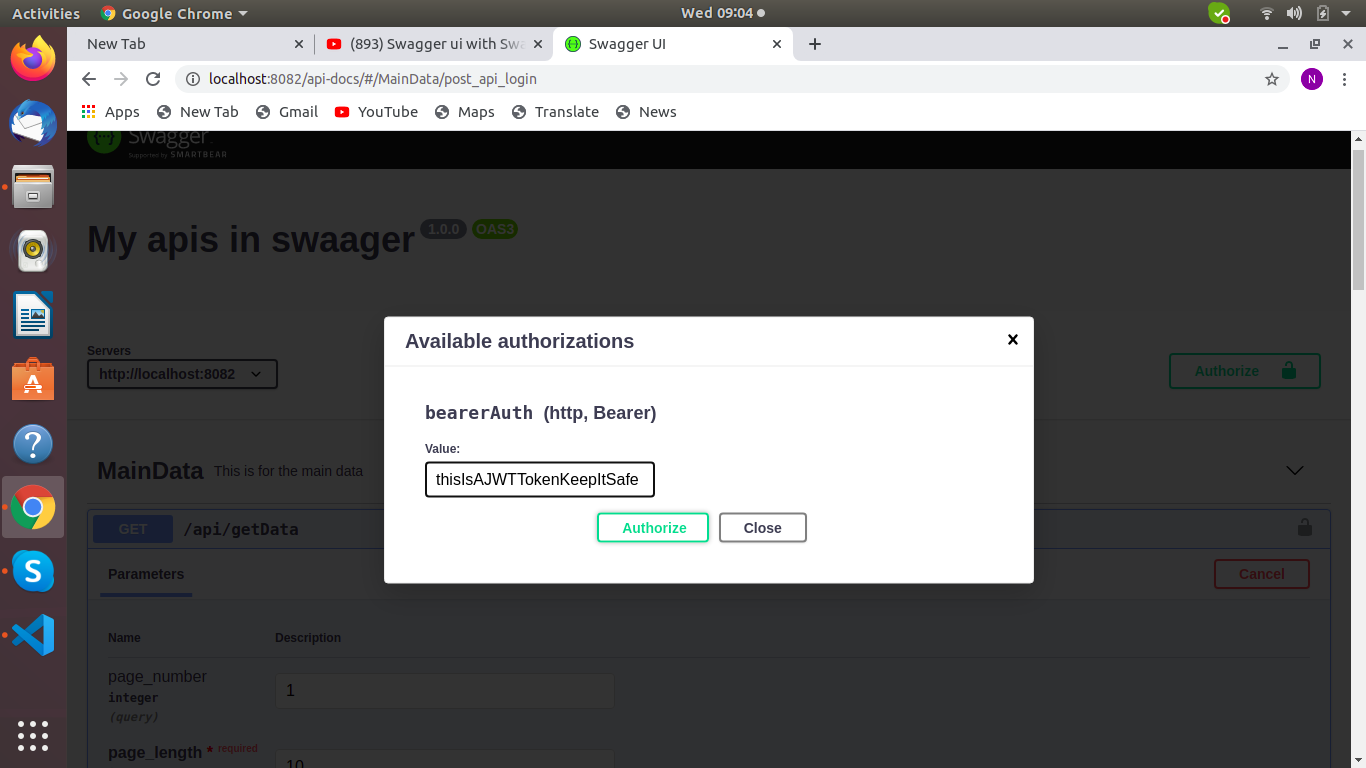 Activities Google Chrome Wed 09:04
New Tab (893) Swagger ui with Swa Swagger UI
localhost:8082/api-docs/#/MainData/post_api_login N
Apps New Tab Gmail YouTube Maps Translate News
Swagger
Supported by SMARTBEAR
My apis in swaager 1.0.0 OAS3
Available authorizations
Servers
http://localhost:8082
Authorize
bearerAuth (http, Bearer)
Value:
thisIsAJWTTokenKeepItSafe
Authorize Close
MainData This is for the main data
GET /api/getData
Parameters Cancel
Name Description
page_number 1
integer
(query)
page_length * required 10